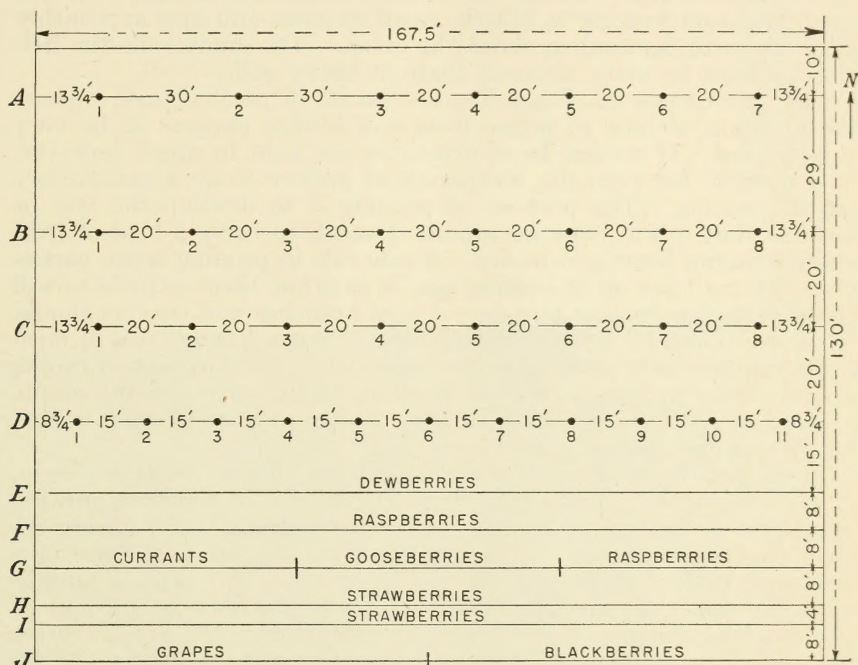 167.5′
A 13¾′ 30′ 30′ 20′ 20′ 20′ 20′ 13¾′ 10′ N
1 2 3 4 5 6 7
29′
B 13¾′ 20′ 20′ 20′ 20′ 20′ 20′ 20′ 13¾′
1 2 3 4 5 6 7 8
20′
130′
C 13¾′ 20′ 20′ 20′ 20′ 20′ 20′ 20′ 13¾′
1 2 3 4 5 6 7 8
20′
D 8¾′ 15′ 15′ 15′ 15′ 15′ 15′ 15′ 15′ 15′ 15′ 8¾′
1 2 3 4 5 6 7 8 9 10 11
15′
E DEWBERRIES
8′
F RASPBERRIES
8′
G CURRANTS GOOSEBERRIES RASPBERRIES
8′
H STRAWBERRIES
4′
I STRAWBERRIES
8′
J GRAPES BLACKBERRIES